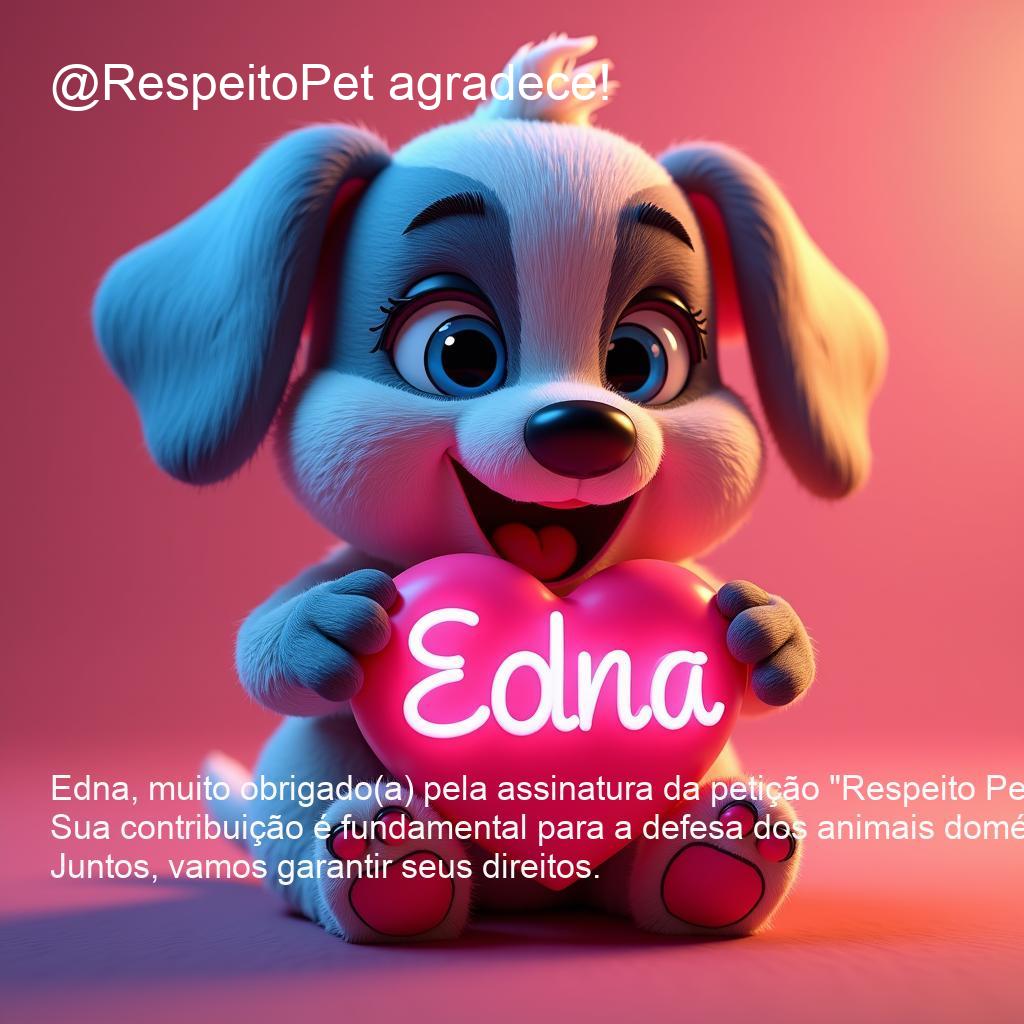 @RespeitoPet agradece!
Edna
Edna, muito obrigado(a) pela assinatura da petição "Respeito Pe
Sua contribuição é fundamental para a defesa dos animais domé
Juntos, vamos garantir seus direitos.